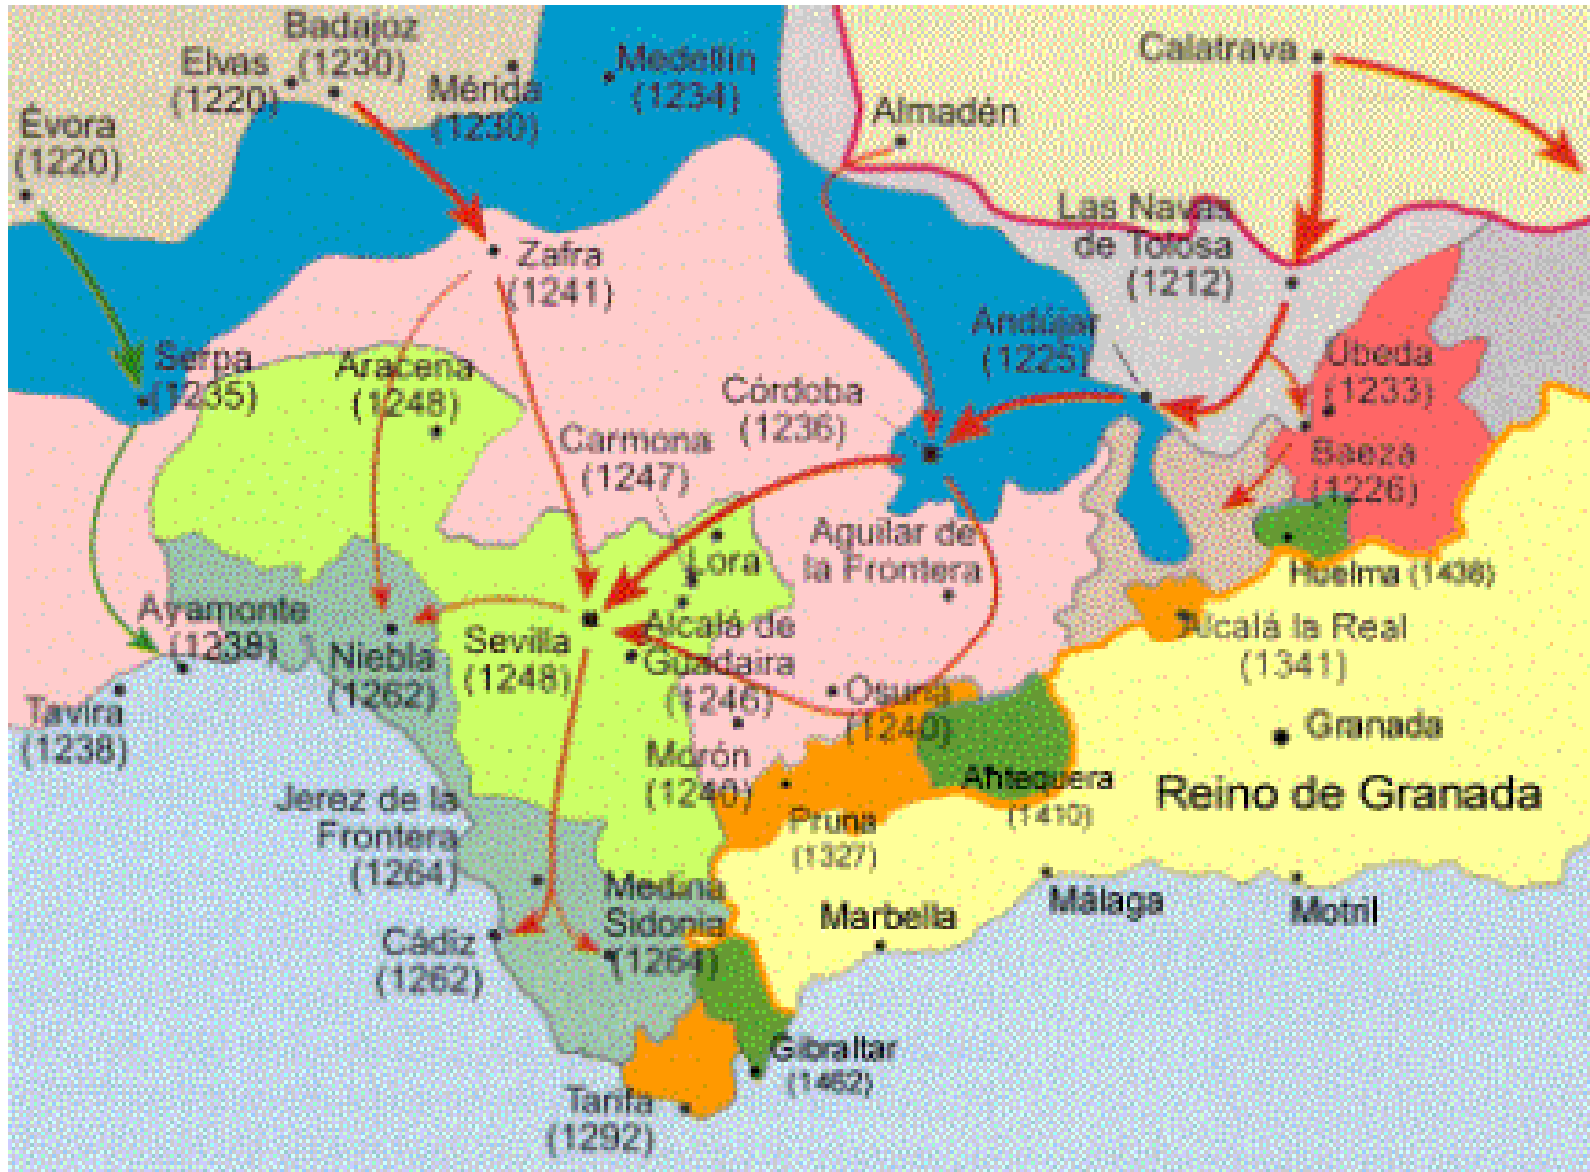 Badajoz
(1230)
Elvas
(1220)
Mérida
(1230)
Medellín
(1234)
Calatrava
Évora
(1220)
Almadén
Las Navas
de Tolosa
(1212)
Zafra
(1241)
Andújar
(1225)
Serpa
(1235)
Aracena
(1248)
Córdoba
(1236)
Úbeda
(1233)
Carmona
(1247)
Baeza
(1226)
Aguilar de
la Frontera
Lora
Huelma (1438)
Ayamonte
(1238)
Niebla
(1262)
Sevilla
(1248)
Alcalá de
Guadaira
(1246)
Alcalá la Real
(1341)
Osuna
(1240)
Tavira
(1238)
Morón
(1240)
Granada
Antequera
(1410)
Reino de Granada
Jerez de la
Frontera
(1264)
Pruna
(1327)
Medina
Sidonia
(1264)
Marbella
Málaga
Motril
Cádiz
(1262)
Gibraltar
(1462)
Tarifa
(1292)